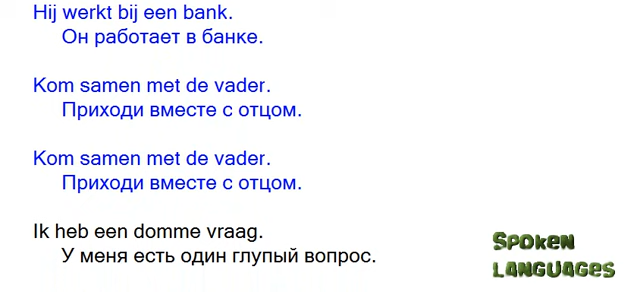 Hij werkt bij een bank.
Он работает в банке.
Kom samen met de vader.
Приходи вместе с отцом.
Kom samen met de vader.
Приходи вместе с отцом.
Ik heb een domme vraag.
У меня есть один глупый вопрос.
Spoken
Languages